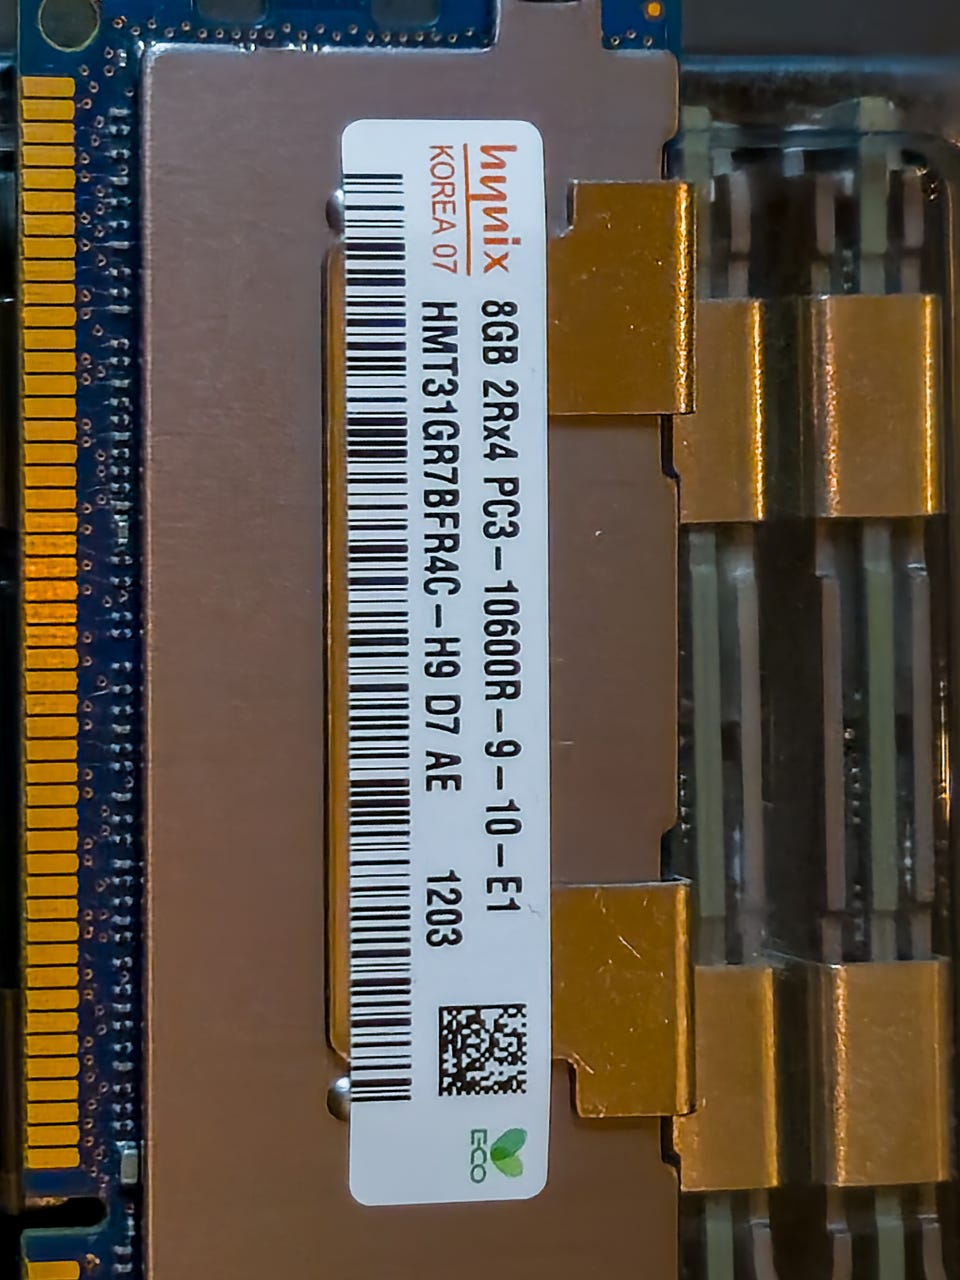 hynix
KOREA 07
8GB 2Rx4 PC3-10600R-9-10-E1
HMT31GR7BFR4C-H9 D7 AE 1203
ECO